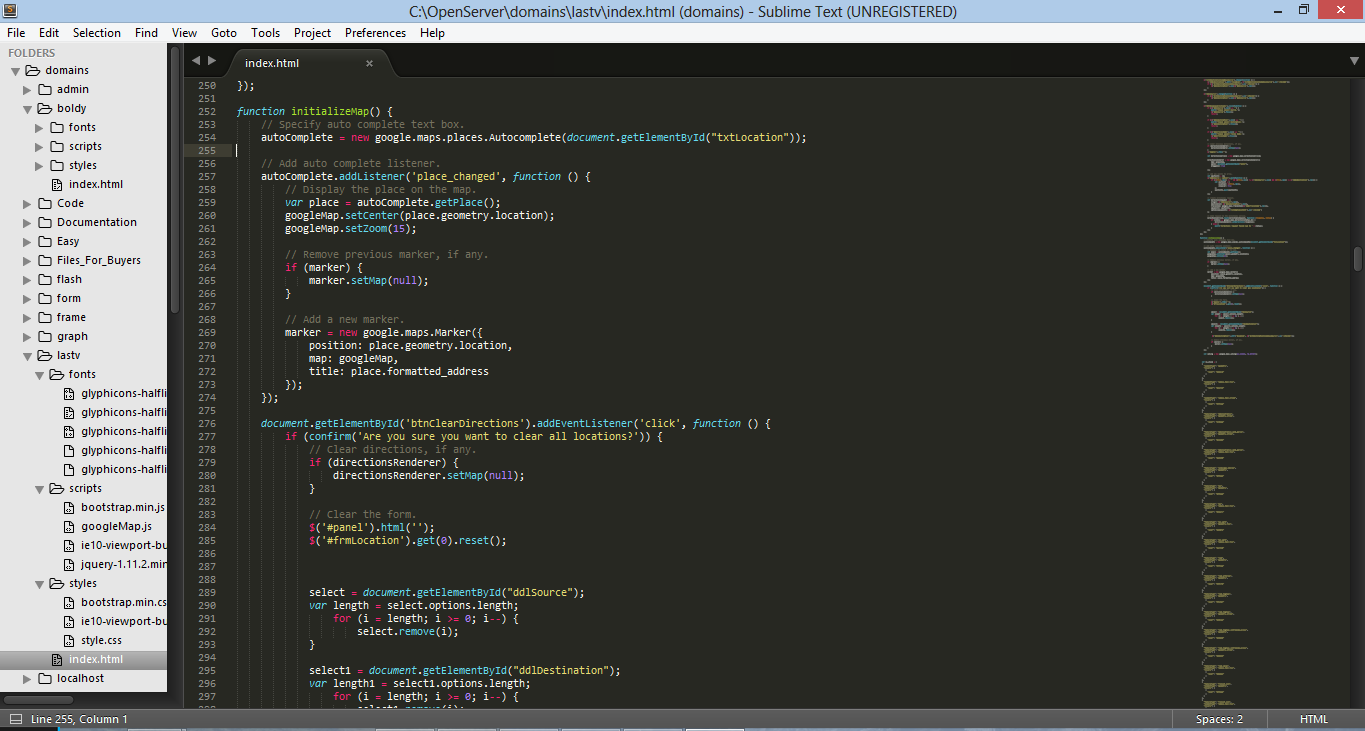 C:\OpenServer\domains\lastv\index.html (domains) - Sublime Text (UNREGISTERED)
File Edit Selection Find View Goto Tools Project Preferences Help
FOLDERS
domains
admin
boldy
fonts
scripts
styles
index.html
Code
Documentation
Easy
Files_For_Buyers
flash
form
frame
graph
lastv
fonts
glyphicons-halfli
glyphicons-halfli
glyphicons-halfli
glyphicons-halfli
glyphicons-halfli
scripts
bootstrap.min.js
googleMap.js
ie10-viewport-bu
jquery-1.11.2.min
styles
bootstrap.min.cs
ie10-viewport-bu
style.css
index.html
localhost
index.html
250 });
251
252 function initializeMap() {
253 // Specify auto complete text box.
254 autoComplete = new google.maps.places.Autocomplete(document.getElementById("txtLocation"));
255
256 // Add auto complete listener.
257 autoComplete.addListener('place_changed', function () {
258 // Display the place on the map.
259 var place = autoComplete.getPlace();
260 googleMap.setCenter(place.geometry.location);
261 googleMap.setZoom(15);
262
263 // Remove previous marker, if any.
264 if (marker) {
265 marker.setMap(null);
266 }
267
268 // Add a new marker.
269 marker = new google.maps.Marker({
270 position: place.geometry.location,
271 map: googleMap,
272 title: place.formatted_address
273 });
274 });
275
276 document.getElementById('btnClearDirections').addEventListener('click', function () {
277 if (confirm('Are you sure you want to clear all locations?')) {
278 // Clear directions, if any.
279 if (directionsRenderer) {
280 directionsRenderer.setMap(null);
281 }
282
283 // Clear the form.
284 $('#panel').html('');
285 $('#frmLocation').get(0).reset();
286
287
288
289 select = document.getElementById("ddlSource");
290 var length = select.options.length;
291 for (i = length; i >= 0; i--) {
292 select.remove(i);
293 }
294
295 select1 = document.getElementById("ddlDestination");
296 var length1 = select1.options.length;
297 for (i = length; i >= 0; i--) {
Line 255, Column 1
Spaces: 2
HTML